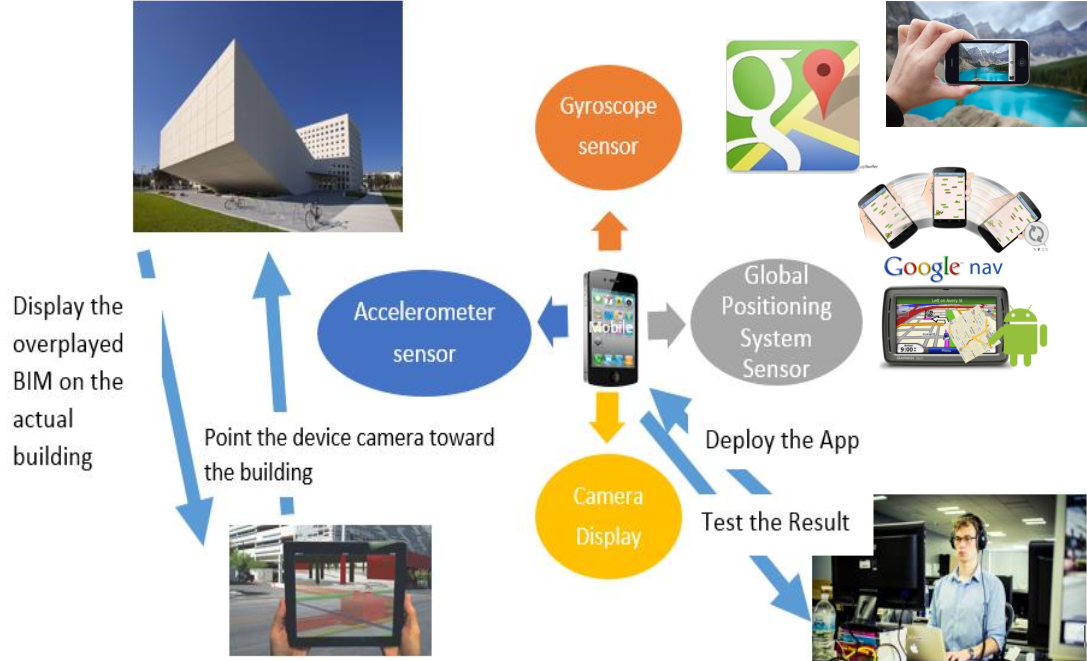 Gyroscope
sensor
Google nav
Global
Positioning
System
Sensor
Accelerometer
sensor
Mobile
Display the
overplayed
BIM on the
actual
building
Point the device camera toward
the building
Deploy the App
Camera
Display
Test the Result